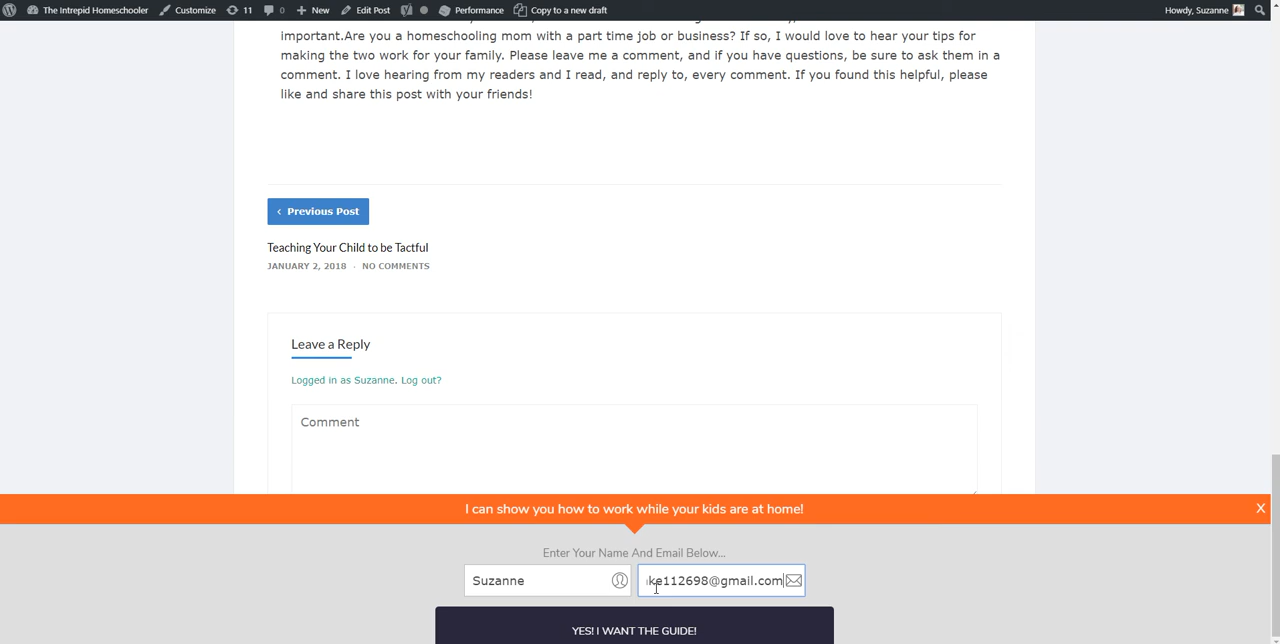 The Intrepid Homeschooler Customize 11 0 New Edit Post Performance Copy to a new draft Howdy, Suzanne
important.Are you a homeschooling mom with a part time job or business? If so, I would love to hear your tips for
making the two work for your family. Please leave me a comment, and if you have questions, be sure to ask them in a
comment. I love hearing from my readers and I read, and reply to, every comment. If you found this helpful, please
like and share this post with your friends!
‹ Previous Post
Teaching Your Child to be Tactful
JANUARY 2, 2018 - NO COMMENTS
Leave a Reply
Logged in as Suzanne. Log out?
Comment
I can show you how to work while your kids are at home! X
Enter Your Name And Email Below...
Suzanne ke112698@gmail.com
YES! I WANT THE GUIDE!